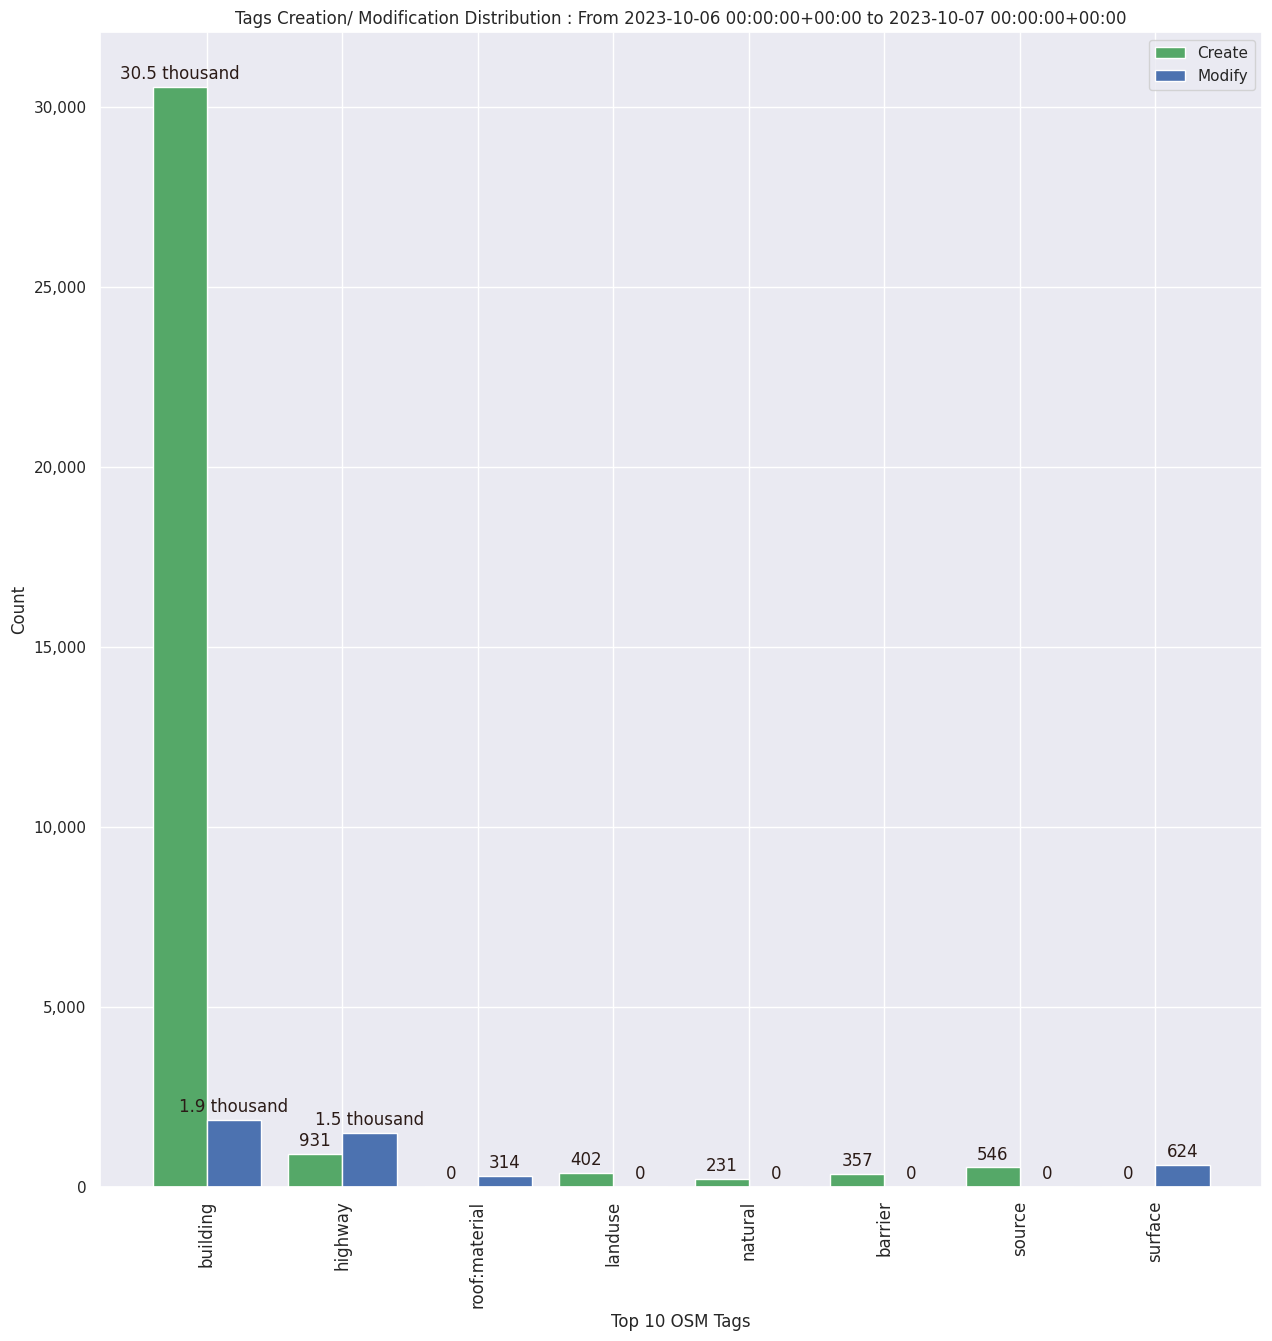 Tags Creation/ Modification Distribution : From 2023-10-06 00:00:00+00:00 to 2023-10-07 00:00:00+00:00
Create
Modify
Count
30,000
25,000
20,000
15,000
10,000
5,000
0
30.5 thousand
1.9 thousand
931
1.5 thousand
0
314
402
0
231
0
357
0
546
0
0
624
building
highway
roof:material
landuse
natural
barrier
source
surface
Top 10 OSM Tags